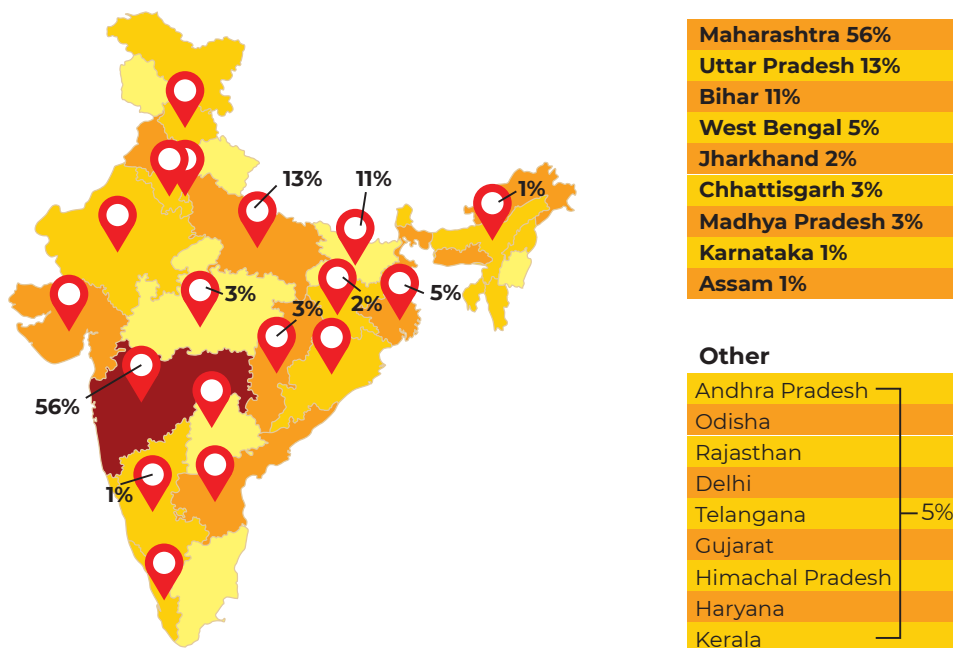 13%
11%
1%
3%
3%
2%
5%
56%
1%
Maharashtra 56%
Uttar Pradesh 13%
Bihar 11%
West Bengal 5%
Jharkhand 2%
Chhattisgarh 3%
Madhya Pradesh 3%
Karnataka 1%
Assam 1%
Other
Andhra Pradesh
Odisha
Rajasthan
Delhi
Telangana
5%
Gujarat
Himachal Pradesh
Haryana
Kerala